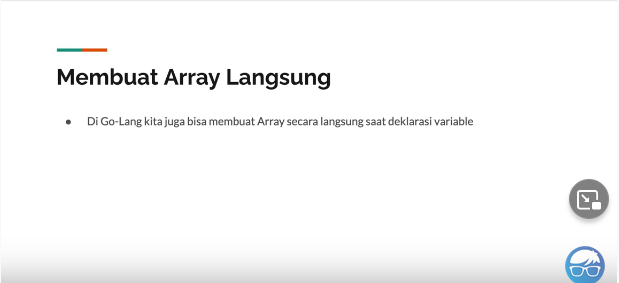 Membuat Array Langsung
● Di Go-Lang kita juga bisa membuat Array secara langsung saat deklarasi variable